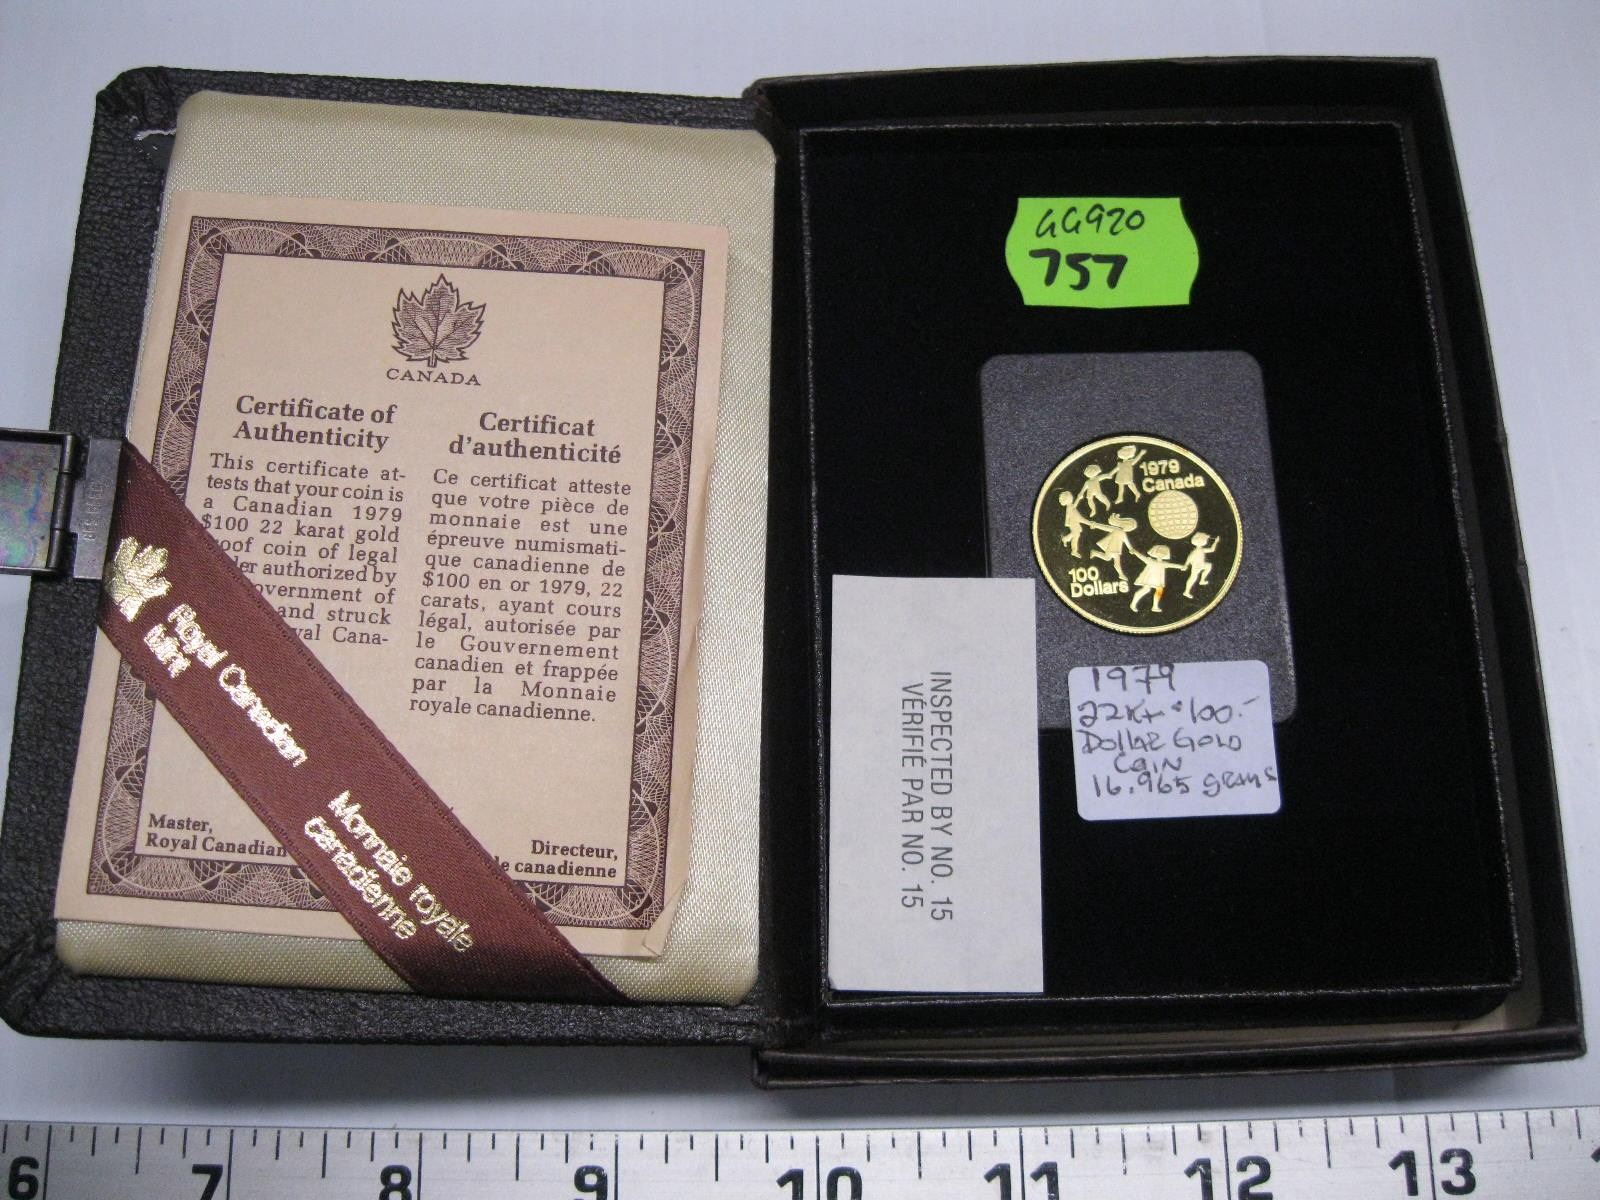 CANADA
Certificate of
Authenticity
This certificate at-
tests that your coin is
a Canadian 1979
$100 22 karat gold
oof coin of legal
er authorized by
overnment of
and struck
yal Cana-
Certificat
d'authenticité
Ce certificat atteste
que votre pièce de
monnaie est une
épreuve numismati-
que canadienne de
$100 en or 1979, 22
carats, ayant cours
légal, autorisée par
le Gouvernement
canadien et frappée
par la Monnaie
royale canadienne.
Master,
Royal Canadian
Directeur,
le canadienne
Royal Canadian
Mint
Monnaie royale
canadienne
GG920
757
1979
Canada
100
Dollars
INSPECTED BY NO. 15
VÉRIFIÉ PAR NO. 15
1979
22Kt $100.-
Dollar Gold
Coin
16.965 grams
6 7 8 9 10 11 12 13